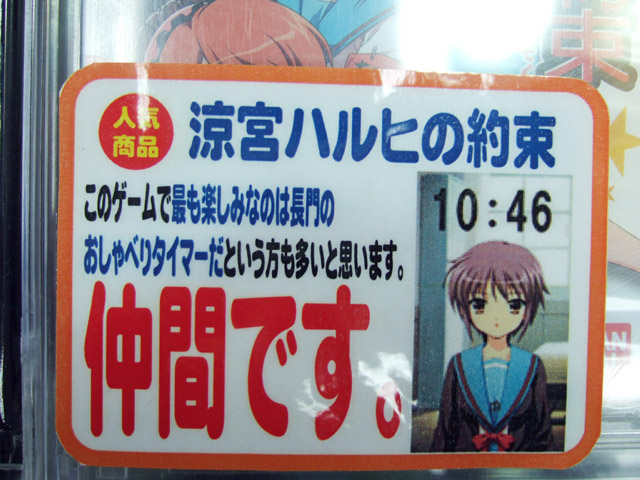 人気
商品
涼宮ハルヒの約束
このゲームで最も楽しみなのは長門の
おしゃべりタイマーだという方も多いと思います。
仲間です。
10:46
束
AN